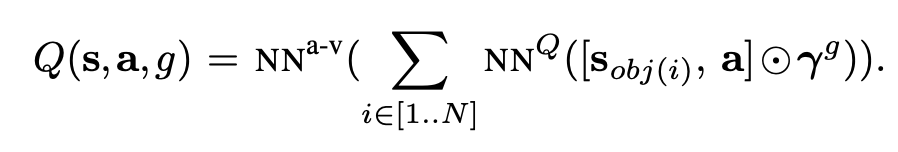 Q(s, a, g) = NN^{a-v}( ∑_{i∈[1..N]} NN^Q([s_{obj(i)}, a] ⊙ γ^g)).